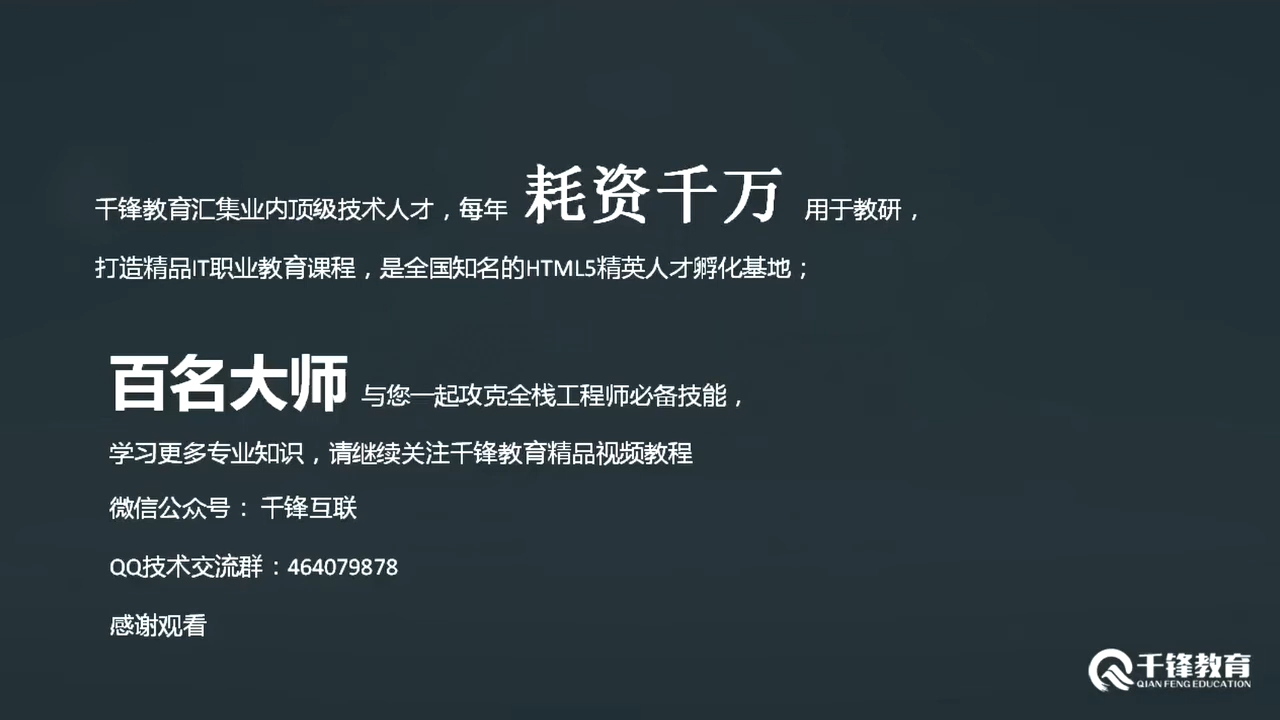 千锋教育汇集业内顶级技术人才，每年 耗资千万 用于教研，
打造精品IT职业教育课程，是全国知名的HTML5精英人才孵化基地；
百名大师 与您一起攻克全栈工程师必备技能，
学习更多专业知识，请继续关注千锋教育精品视频教程
微信公众号： 千锋互联
QQ技术交流群：464079878
感谢观看
千锋教育
QIAN FENG EDUCATION